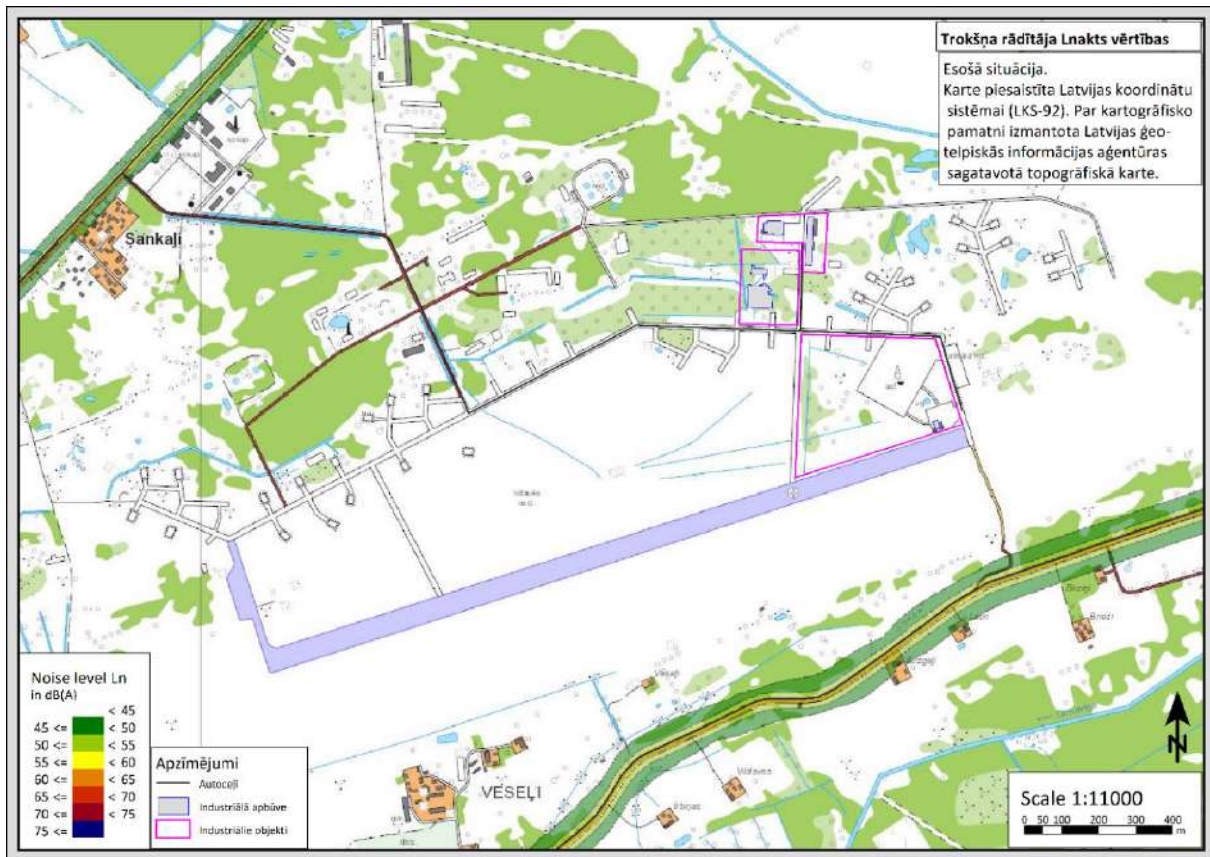 Trokšņa rādītāja Lnakts vērtības
Esošā situācija.
Karte piesaistīta Latvijas koordinātu
sistēmai (LKS-92). Par kartogrāfisko
pamatni izmantota Latvijas ģeo-
telpiskās informācijas aģentūras
sagatavotā topogrāfiskā karte.
Sankaļi
VESEĻI
Noise level Ln
in dB(A)
< 45
45 <= < 50
50 <= < 55
55 <= < 60
60 <= < 65
65 <= < 70
70 <= < 75
75 <=
Apzīmējumi
Autoceļi
Industriālā apbūve
Industriālie objekti
N
Scale 1:11000
0 50 100 200 300 400
m